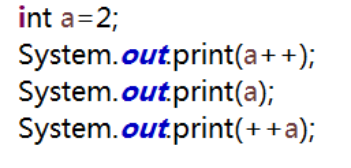 int a=2;
System.out.print(a++);
System.out.print(a);
System.out.print(++a);